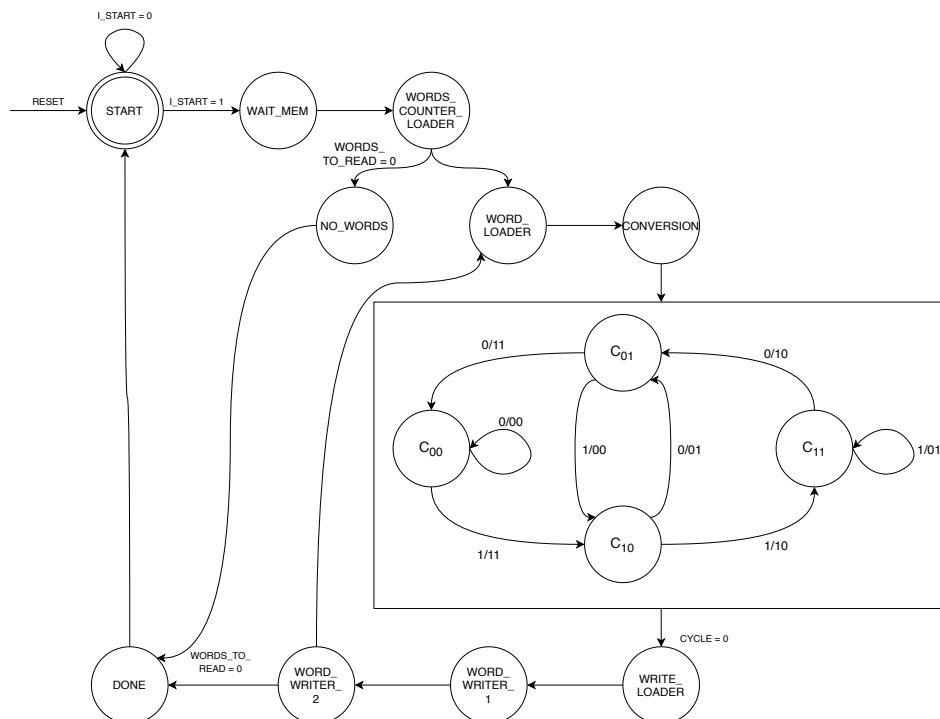 I_START = 0
RESET
START
I_START = 1
WAIT_MEM
WORDS_
COUNTER_
LOADER
WORDS_
TO_READ = 0
NO_WORDS
WORD_
LOADER
CONVERSION
C01
0/11
0/10
C00
0/00
1/00
0/01
C11
1/01
1/11
C10
1/10
CYCLE = 0
DONE
WORDS_TO_
READ = 0
WORD_
WRITER_
2
WORD_
WRITER_
1
WRITE_
LOADER